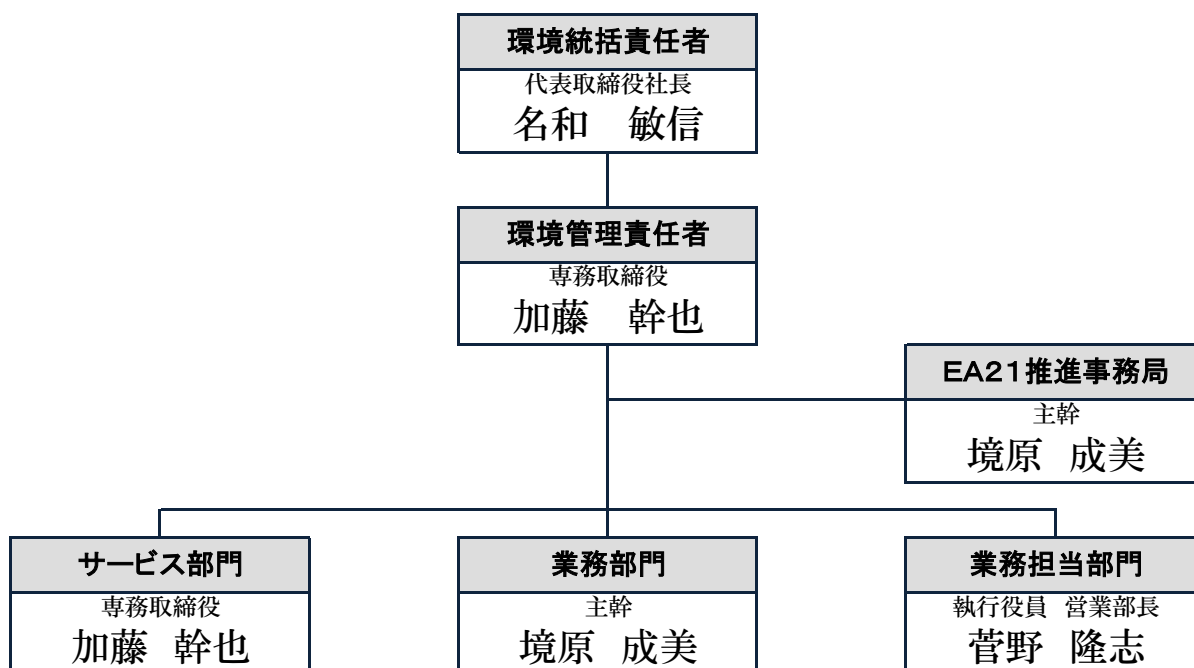 環境統括責任者
代表取締役社長
名和　敏信
環境管理責任者
専務取締役
加藤　幹也
EA21推進事務局
主幹
境原 成美
サービス部門
専務取締役
加藤 幹也
業務部門
主幹
境原 成美
業務担当部門
執行役員 営業部長
菅野 隆志